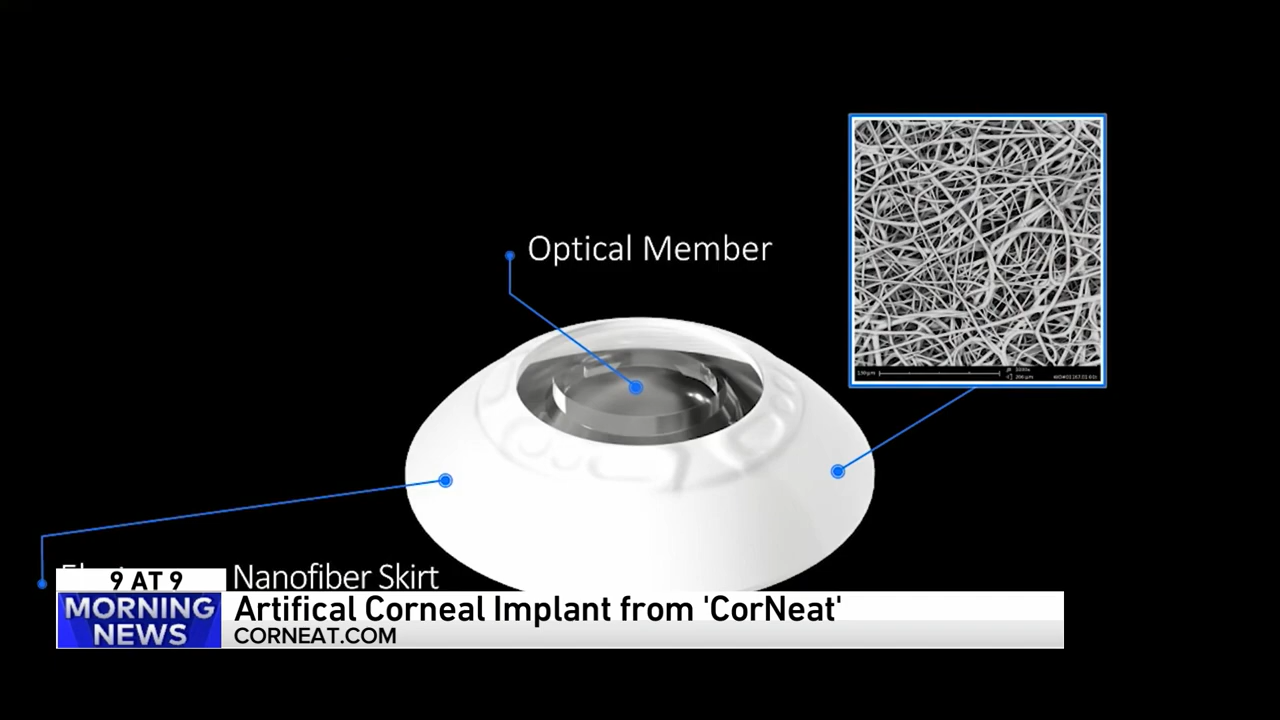 Optical Member
Nanofiber Skirt
9 AT 9
MORNING
NEWS
Artifical Corneal Implant from 'CorNeat'
CORNEAT.COM